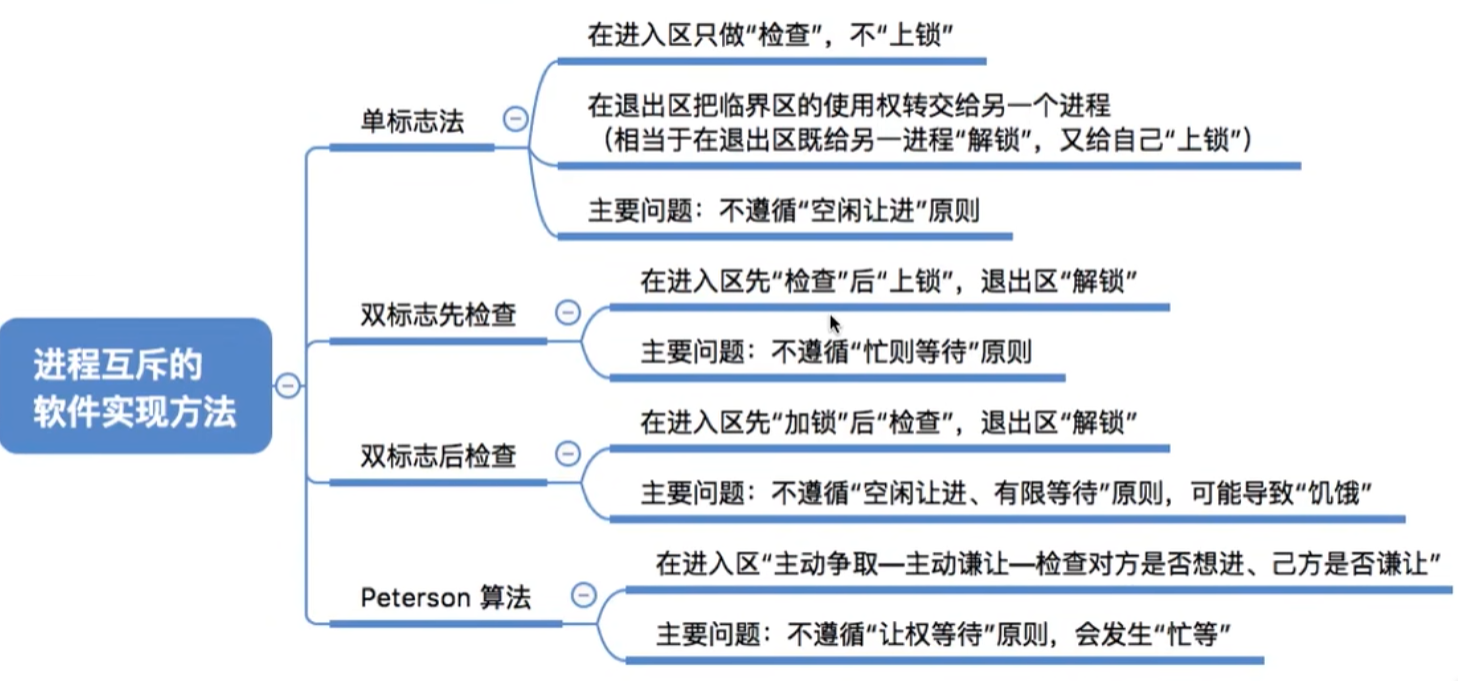 进程互斥的
软件实现方法
单标志法
在进入区只做“检查”，不“上锁”
在退出区把临界区的使用权转交给另一个进程
（相当于在退出区既给另一进程“解锁”，又给自己“上锁”）
主要问题：不遵循“空闲让进”原则
双标志先检查
在进入区先“检查”后“上锁”，退出区“解锁”
主要问题：不遵循“忙则等待”原则
双标志后检查
在进入区先“加锁”后“检查”，退出区“解锁”
主要问题：不遵循“空闲让进、有限等待”原则，可能导致“饥饿”
Peterson 算法
在进入区“主动争取—主动谦让—检查对方是否想进、己方是否谦让”
主要问题：不遵循“让权等待”原则，会发生“忙等”